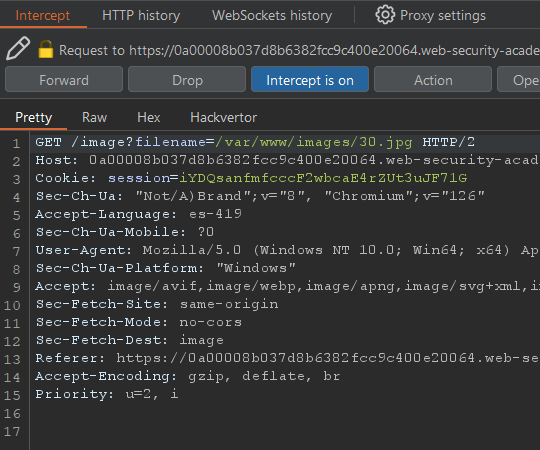 Intercept HTTP history WebSockets history Proxy settings
Request to https://0a00008b037d8b6382fcc9c400e20064.web-security-acade
Forward Drop Intercept is on Action Ope
Pretty Raw Hex Hackvertor
1 GET /image?filename=/var/www/images/30.jpg HTTP/2
2 Host: 0a00008b037d8b6382fcc9c400e20064.web-security-acad
3 Cookie: session=iYDQsanfmfcccF2wbcaE4rZUt3uJF71G
4 Sec-Ch-Ua: "Not/A)Brand";v="8", "Chromium";v="126"
5 Accept-Language: es-419
6 Sec-Ch-Ua-Mobile: ?0
7 User-Agent: Mozilla/5.0 (Windows NT 10.0; Win64; x64) Ap
8 Sec-Ch-Ua-Platform: "Windows"
9 Accept: image/avif,image/webp,image/apng,image/svg+xml,i
10 Sec-Fetch-Site: same-origin
11 Sec-Fetch-Mode: no-cors
12 Sec-Fetch-Dest: image
13 Referer: https://0a00008b037d8b6382fcc9c400e20064.web-se
14 Accept-Encoding: gzip, deflate, br
15 Priority: u=2, i
16
17